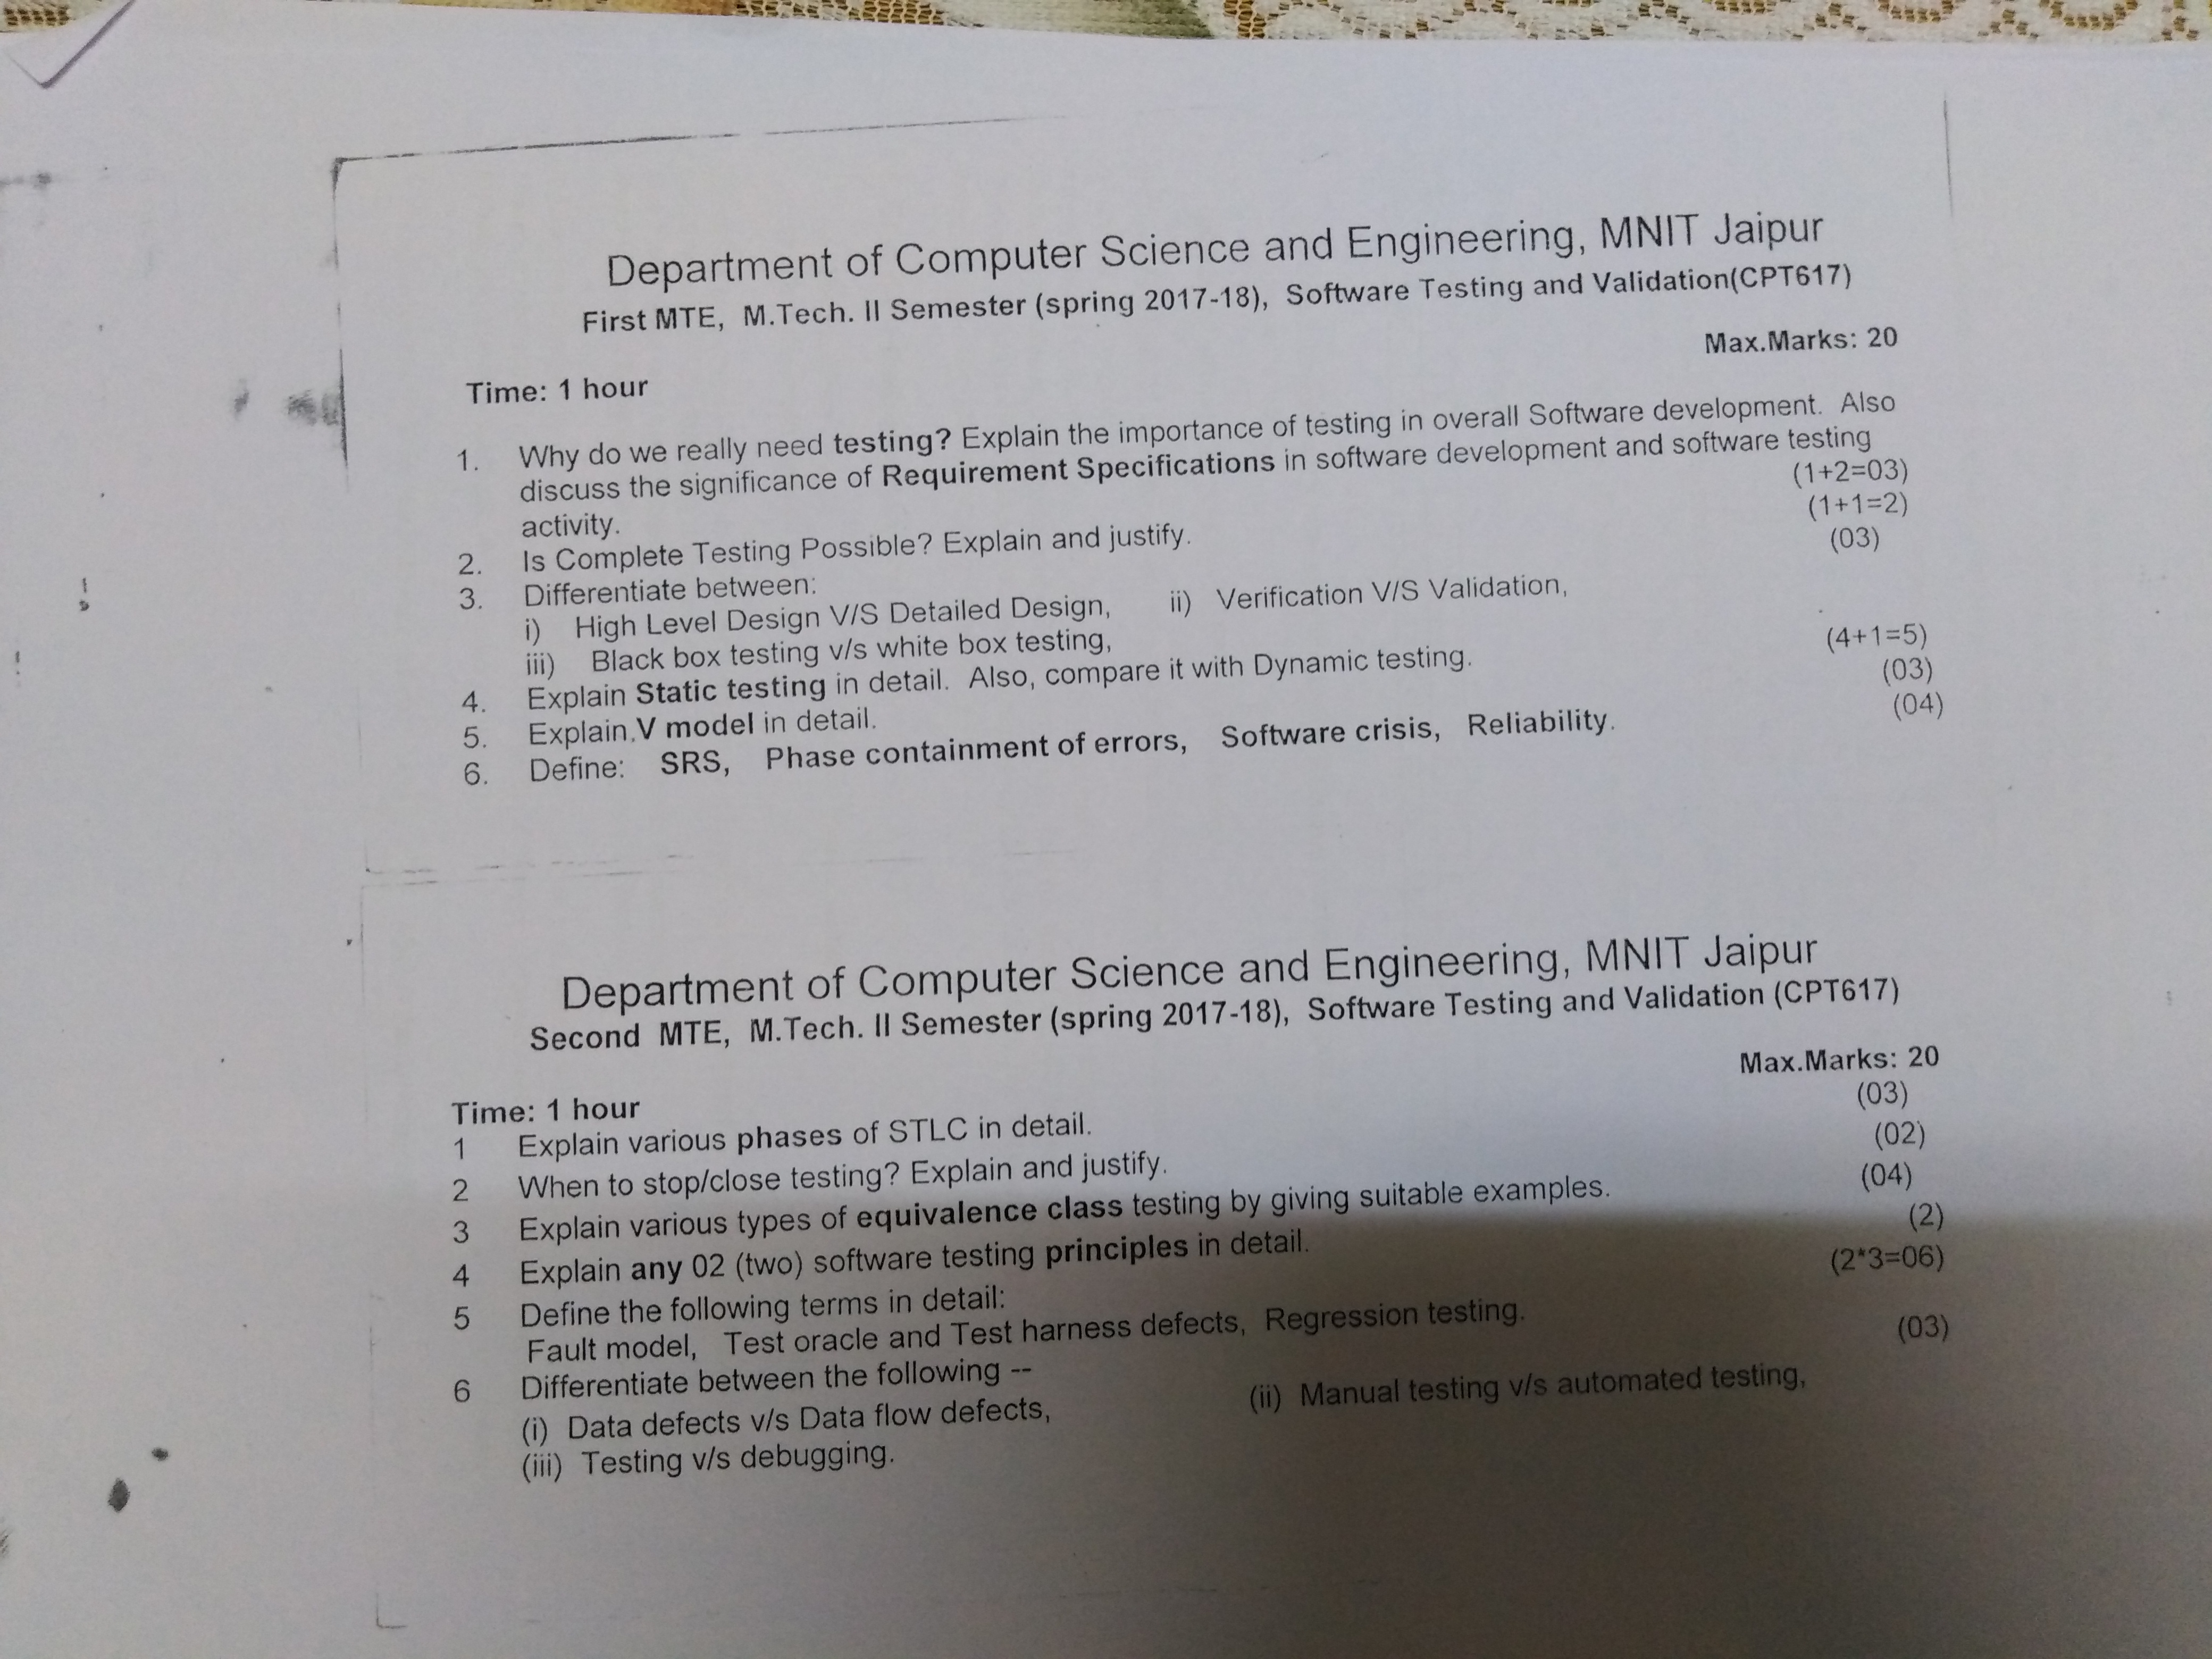 Department of Computer Science and Engineering, MNIT Jaipur
First MTE, M.Tech. II Semester (spring 2017-18), Software Testing and Validation(CPT617)
Max.Marks: 20
Time: 1 hour
1. Why do we really need testing? Explain the importance of testing in overall Software development. Also
discuss the significance of Requirement Specifications in software development and software testing
activity. (1+2=03)
2. Is Complete Testing Possible? Explain and justify. (1+1=2)
3. Differentiate between: (03)
i) High Level Design V/S Detailed Design, ii) Verification V/S Validation,
iii) Black box testing v/s white box testing,
4. Explain Static testing in detail. Also, compare it with Dynamic testing. (4+1=5)
5. Explain V model in detail. (03)
6. Define: SRS, Phase containment of errors, Software crisis, Reliability. (04)
Department of Computer Science and Engineering, MNIT Jaipur
Second MTE, M.Tech. II Semester (spring 2017-18), Software Testing and Validation (CPT617)
Max.Marks: 20
Time: 1 hour
1 Explain various phases of STLC in detail. (03)
2 When to stop/close testing? Explain and justify. (02)
3 Explain various types of equivalence class testing by giving suitable examples. (04)
4 Explain any 02 (two) software testing principles in detail. (2)
5 Define the following terms in detail: (2*3=06)
Fault model, Test oracle and Test harness defects, Regression testing.
6 Differentiate between the following -- (03)
(i) Data defects v/s Data flow defects, (ii) Manual testing v/s automated testing,
(iii) Testing v/s debugging.